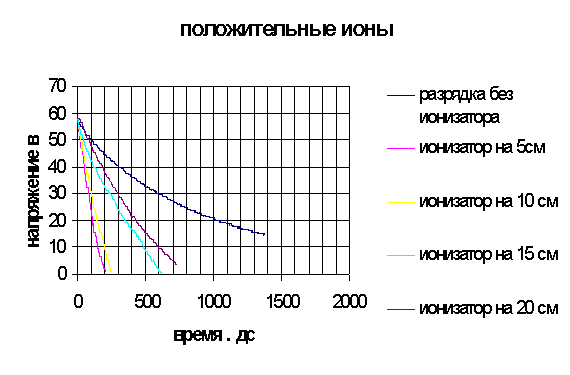 положительные ионы
напряжение в
70
60
50
40
30
20
10
0
0 500 1000 1500 2000
время . дс
разрядка без
ионизатора
ионизатор на 5см
ионизатор на 10 см
ионизатор на 15 см
ионизатор на 20 см